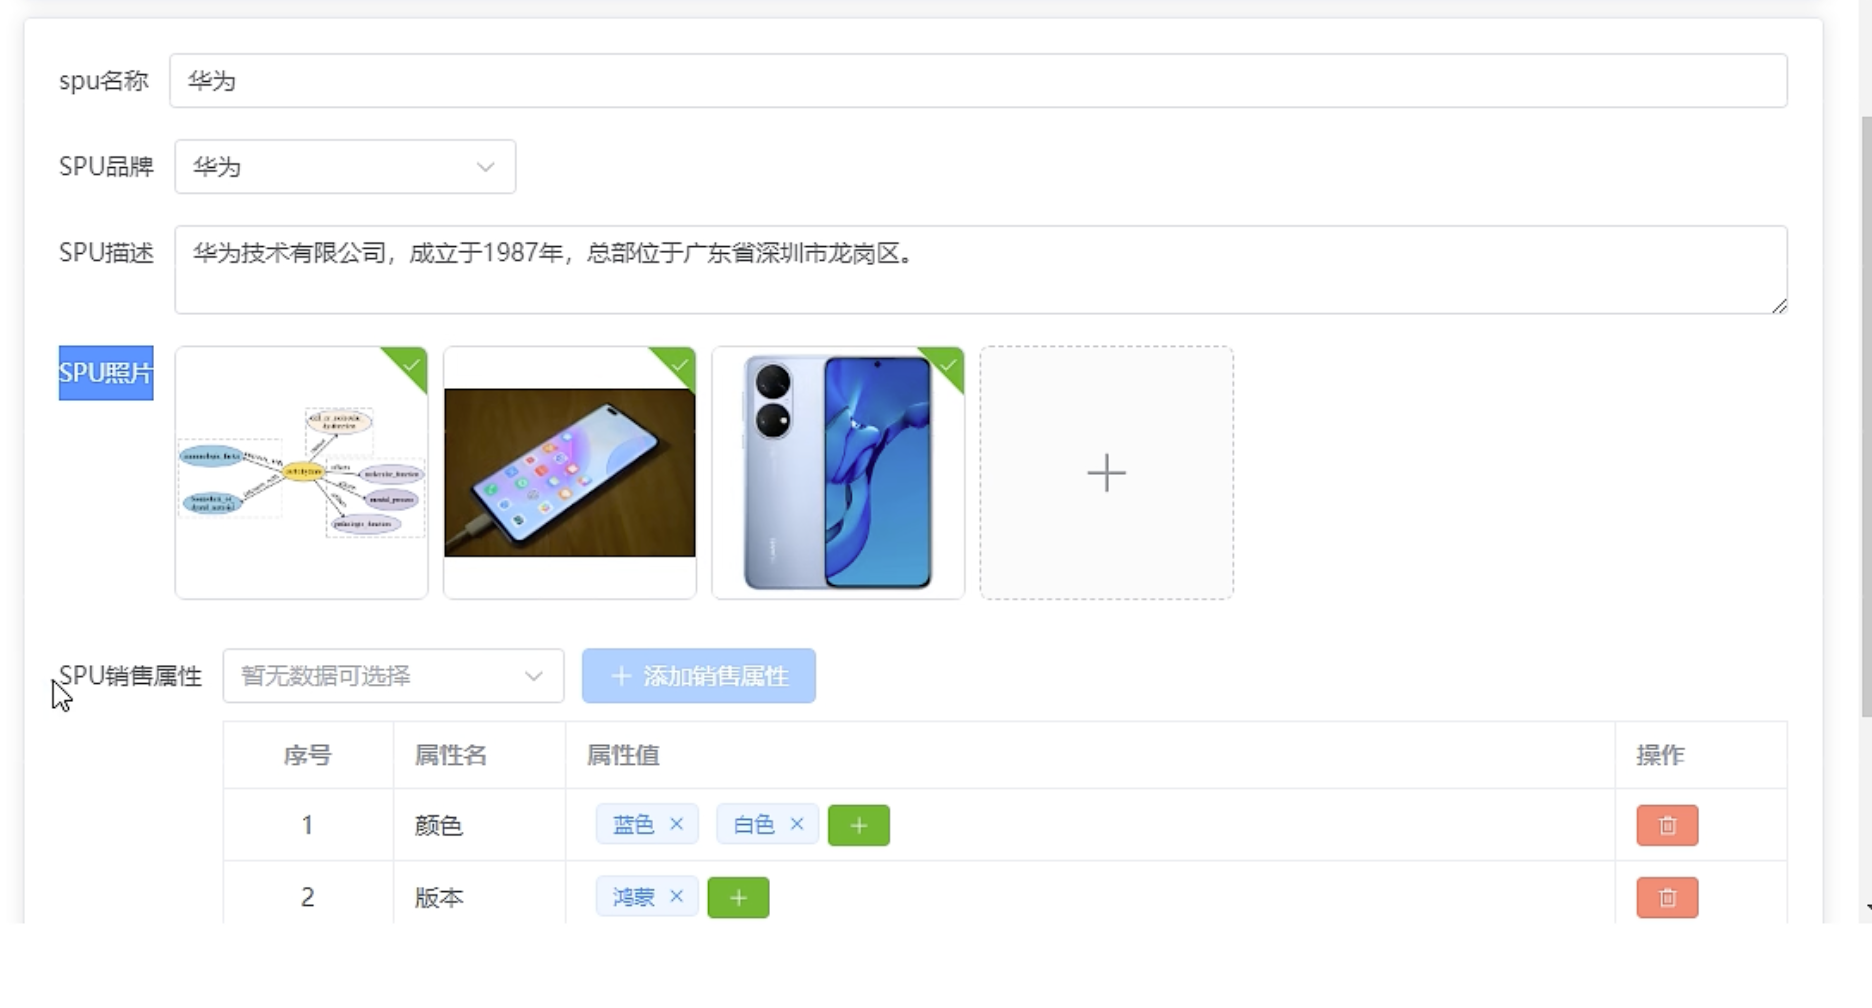 spu名称 华为
SPU品牌 华为
SPU描述 华为技术有限公司，成立于1987年，总部位于广东省深圳市龙岗区。
SPU照片
SPU销售属性 暂无数据可选择 添加销售属性
序号 属性名 属性值 操作
1 颜色 蓝色 白色
2 版本 鸿蒙